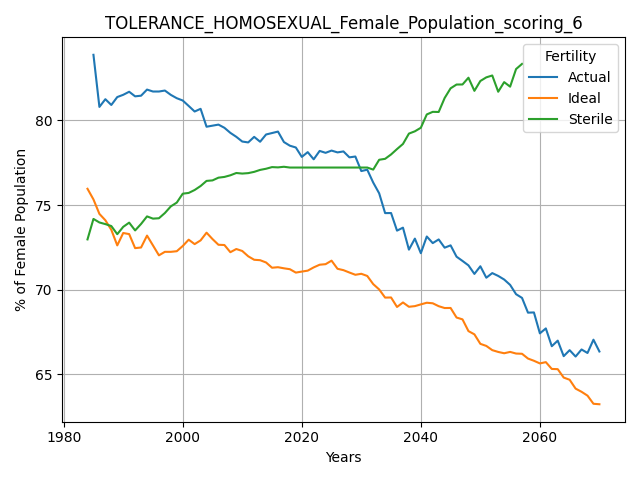 TOLERANCE_HOMOSEXUAL_Female_Population_scoring_6
% of Female Population
80
75
70
65
1980
2000
2020
2040
2060
Years
Fertility
Actual
Ideal
Sterile